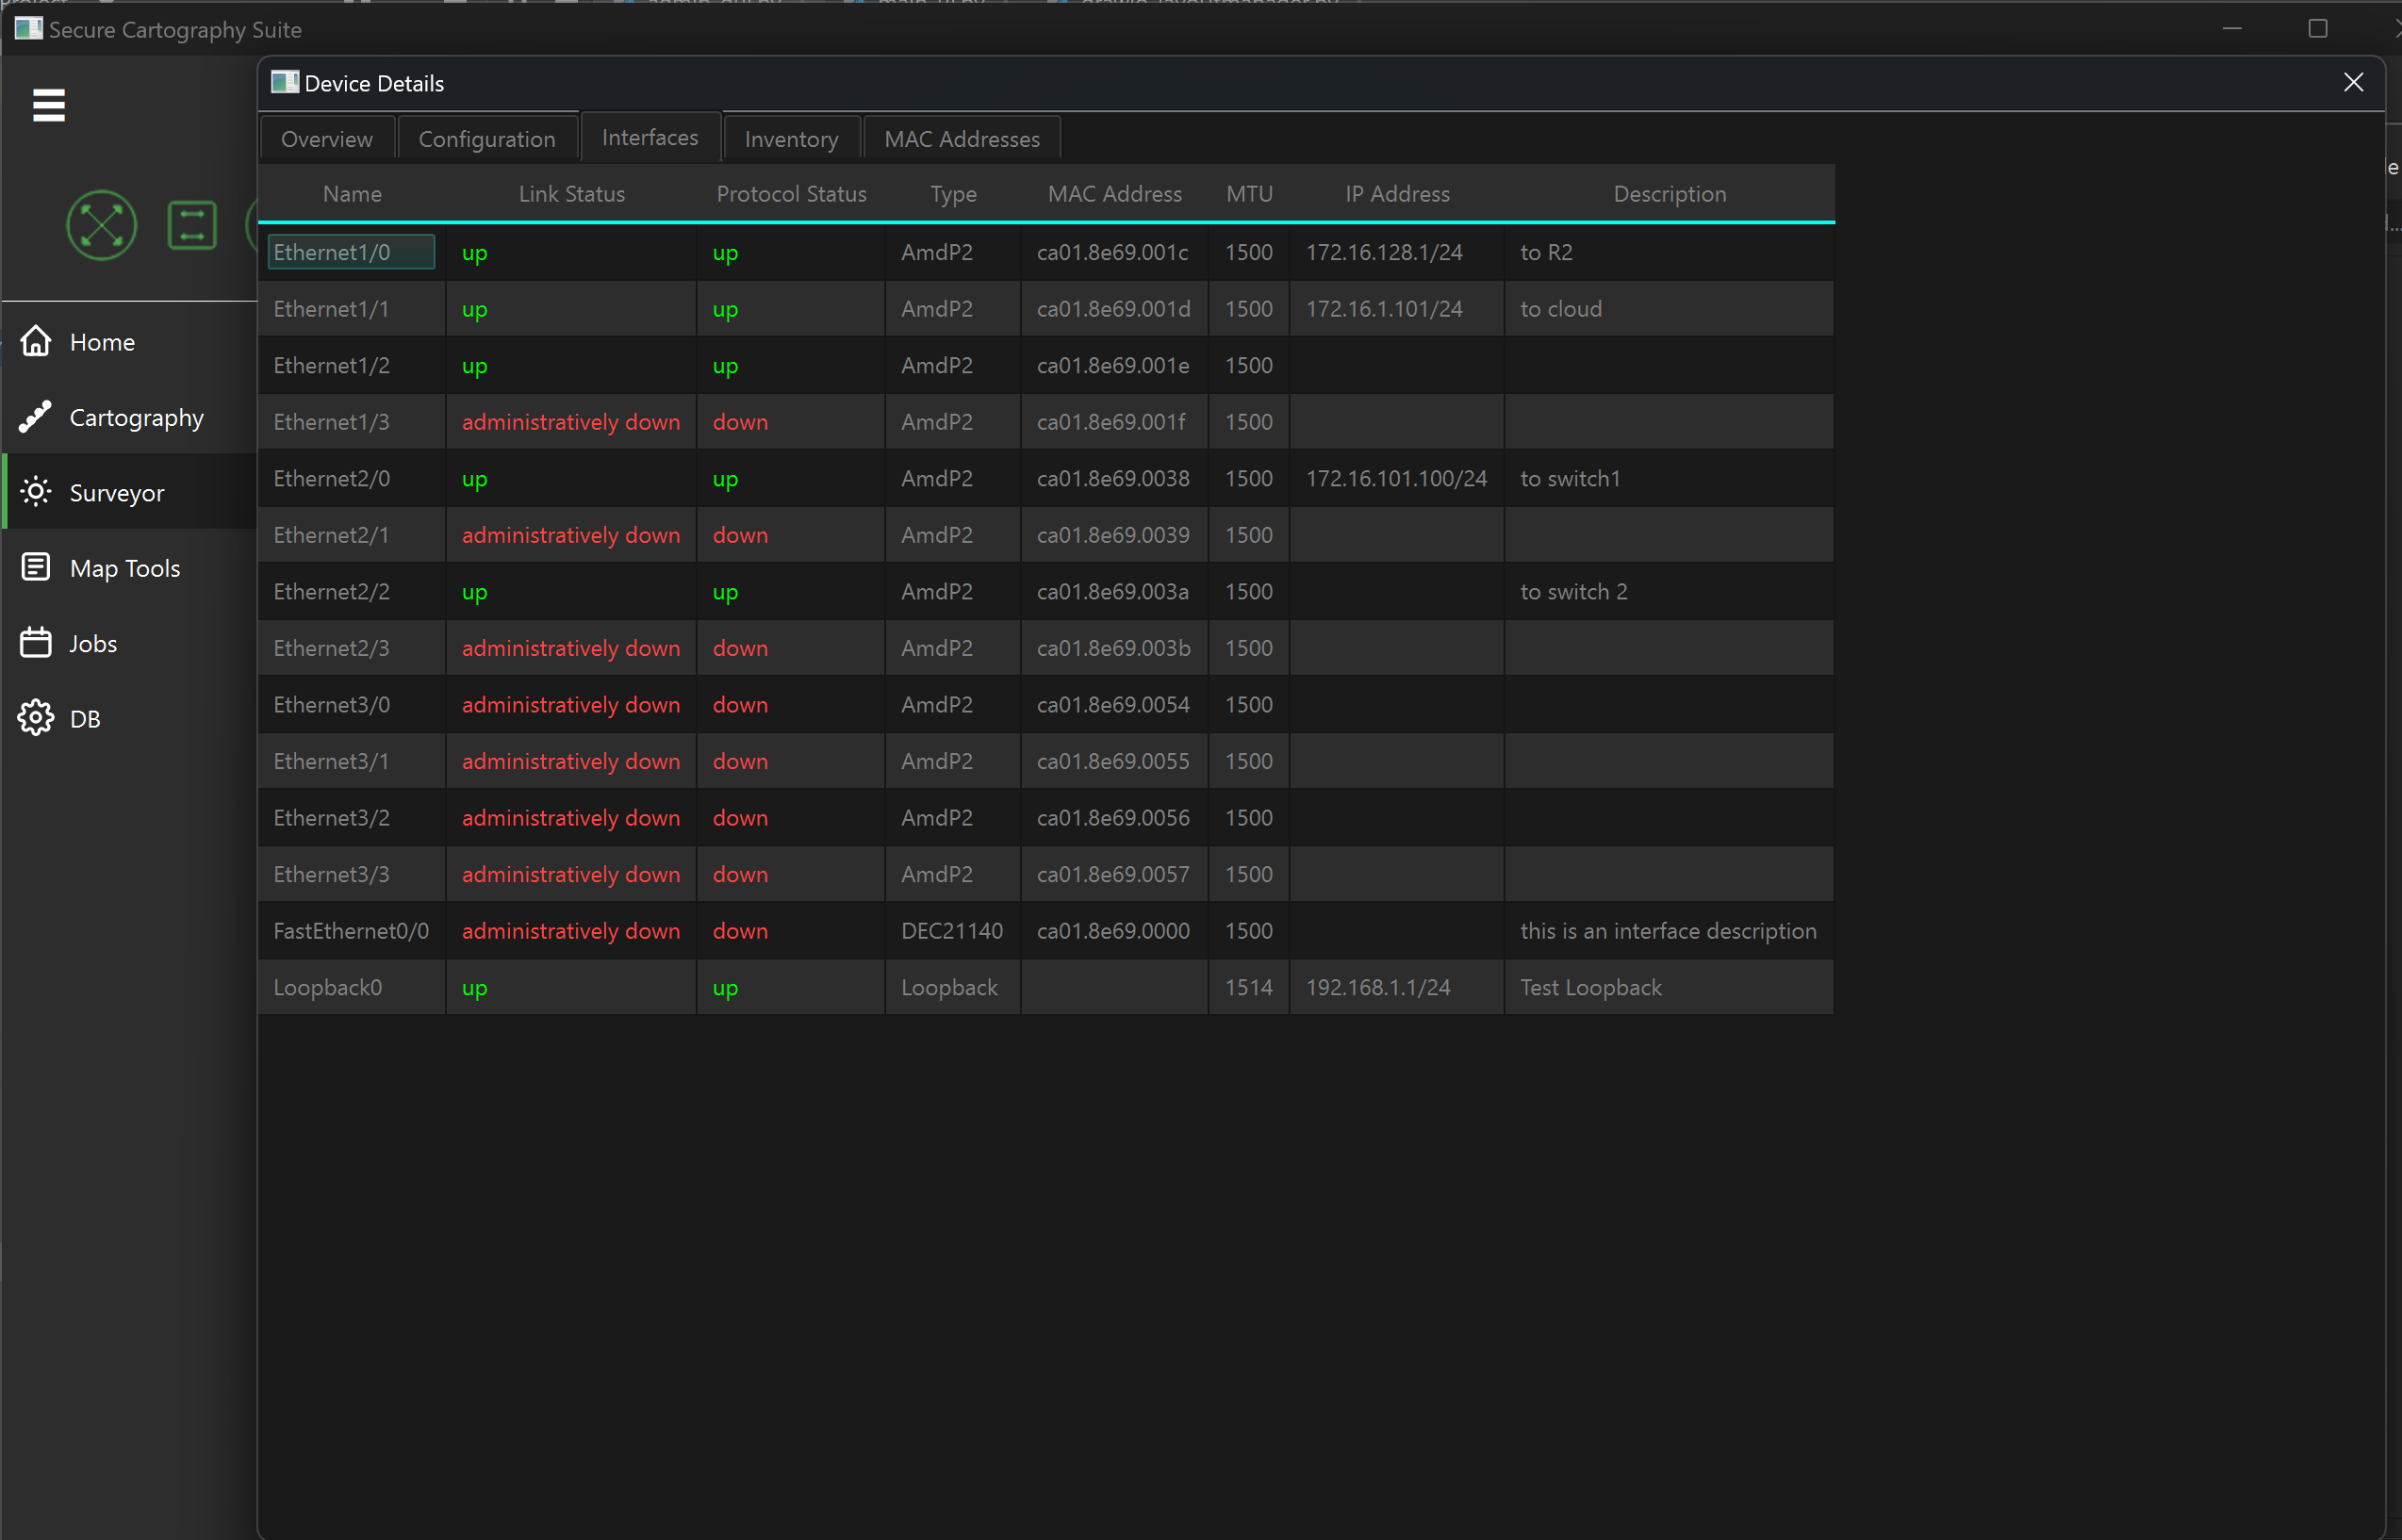 Secure Cartography Suite
Device Details
Overview Configuration Interfaces Inventory MAC Addresses
Name Link Status Protocol Status Type MAC Address MTU IP Address Description
Ethernet1/0 up up AmdP2 ca01.8e69.001c 1500 172.16.128.1/24 to R2
Ethernet1/1 up up AmdP2 ca01.8e69.001d 1500 172.16.1.101/24 to cloud
Ethernet1/2 up up AmdP2 ca01.8e69.001e 1500
Ethernet1/3 administratively down down AmdP2 ca01.8e69.001f 1500
Ethernet2/0 up up AmdP2 ca01.8e69.0038 1500 172.16.101.100/24 to switch1
Ethernet2/1 administratively down down AmdP2 ca01.8e69.0039 1500
Ethernet2/2 up up AmdP2 ca01.8e69.003a 1500 to switch 2
Ethernet2/3 administratively down down AmdP2 ca01.8e69.003b 1500
Ethernet3/0 administratively down down AmdP2 ca01.8e69.0054 1500
Ethernet3/1 administratively down down AmdP2 ca01.8e69.0055 1500
Ethernet3/2 administratively down down AmdP2 ca01.8e69.0056 1500
Ethernet3/3 administratively down down AmdP2 ca01.8e69.0057 1500
FastEthernet0/0 administratively down down DEC21140 ca01.8e69.0000 1500 this is an interface description
Loopback0 up up Loopback 1514 192.168.1.1/24 Test Loopback
Home
Cartography
Surveyor
Map Tools
Jobs
DB